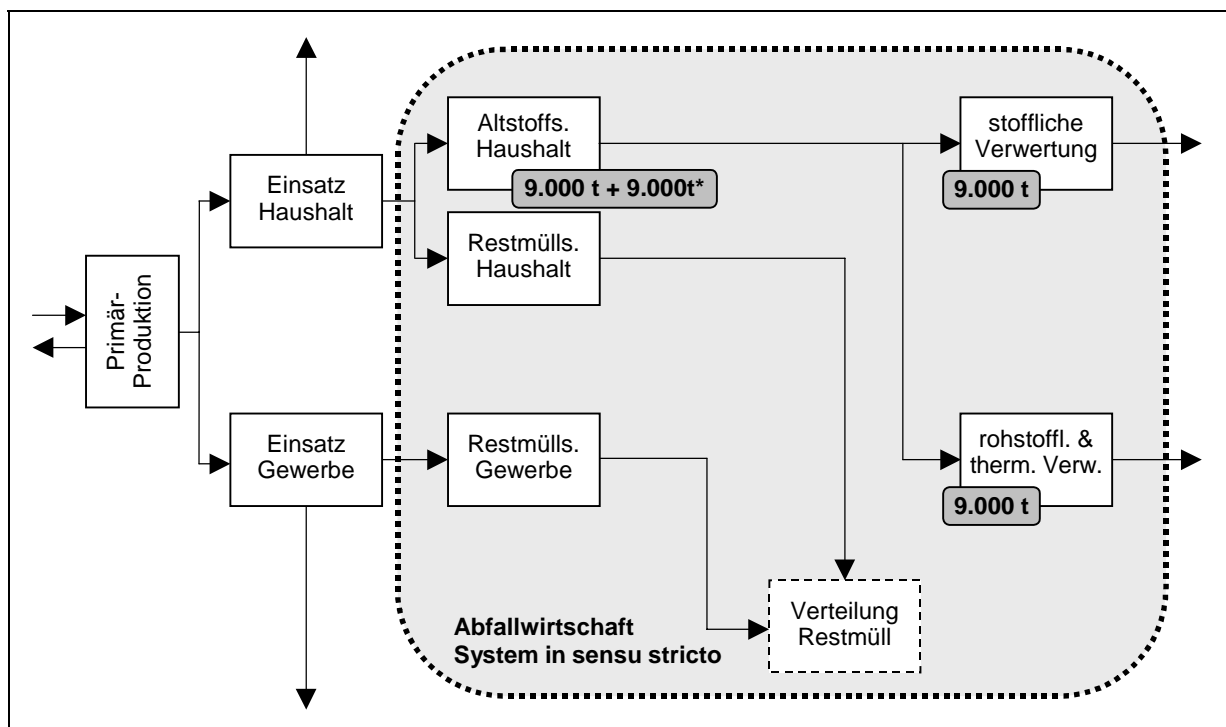 Altstoffs.
Haushalt
9.000 t + 9.000t*
stoffliche
Verwertung
9.000 t
Einsatz
Haushalt
Restmülls.
Haushalt
Primär-
Produktion
Einsatz
Gewerbe
Restmülls.
Gewerbe
rohstoffl. &
therm. Verw.
9.000 t
Verteilung
Restmüll
Abfallwirtschaft
System in sensu stricto